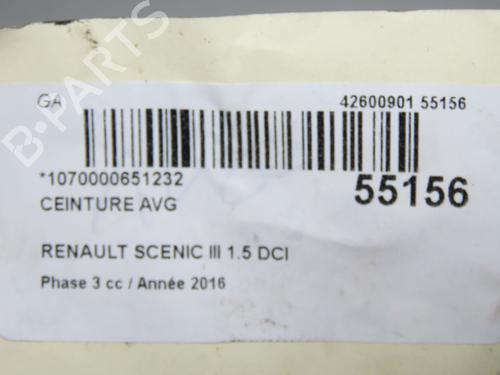 GA
42600901 55156
*1070000651232
55156
CEINTURE AVG
RENAULT SCENIC III 1.5 DCI
Phase 3 cc / Année 2016
B-PARTS